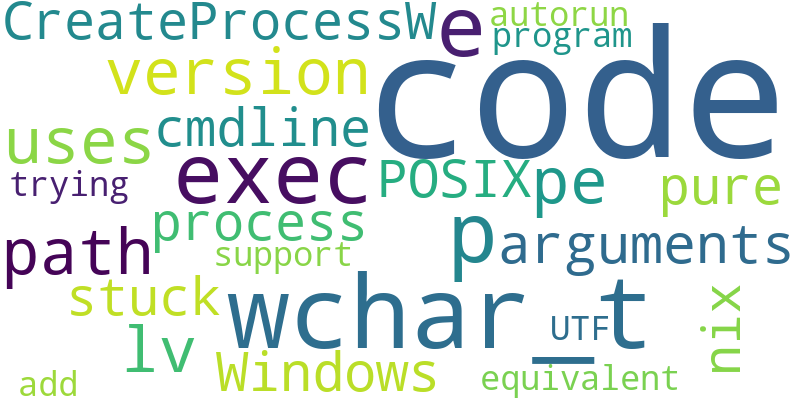 CreateProcessW
e
autorun
program
code
version
uses
cmdline
exec
POSIX
pe
pure
trying
process
path
support
p
arguments
stuck
wchar_t
UTF
nix
lv
Windows
equivalent
add